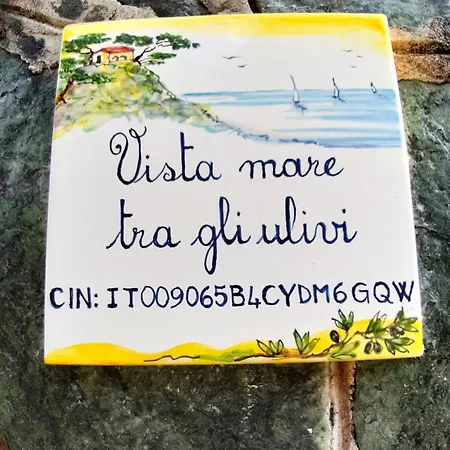 Vista mare
tra gli ulivi
CIN: IT009065B4CYDM6GQW